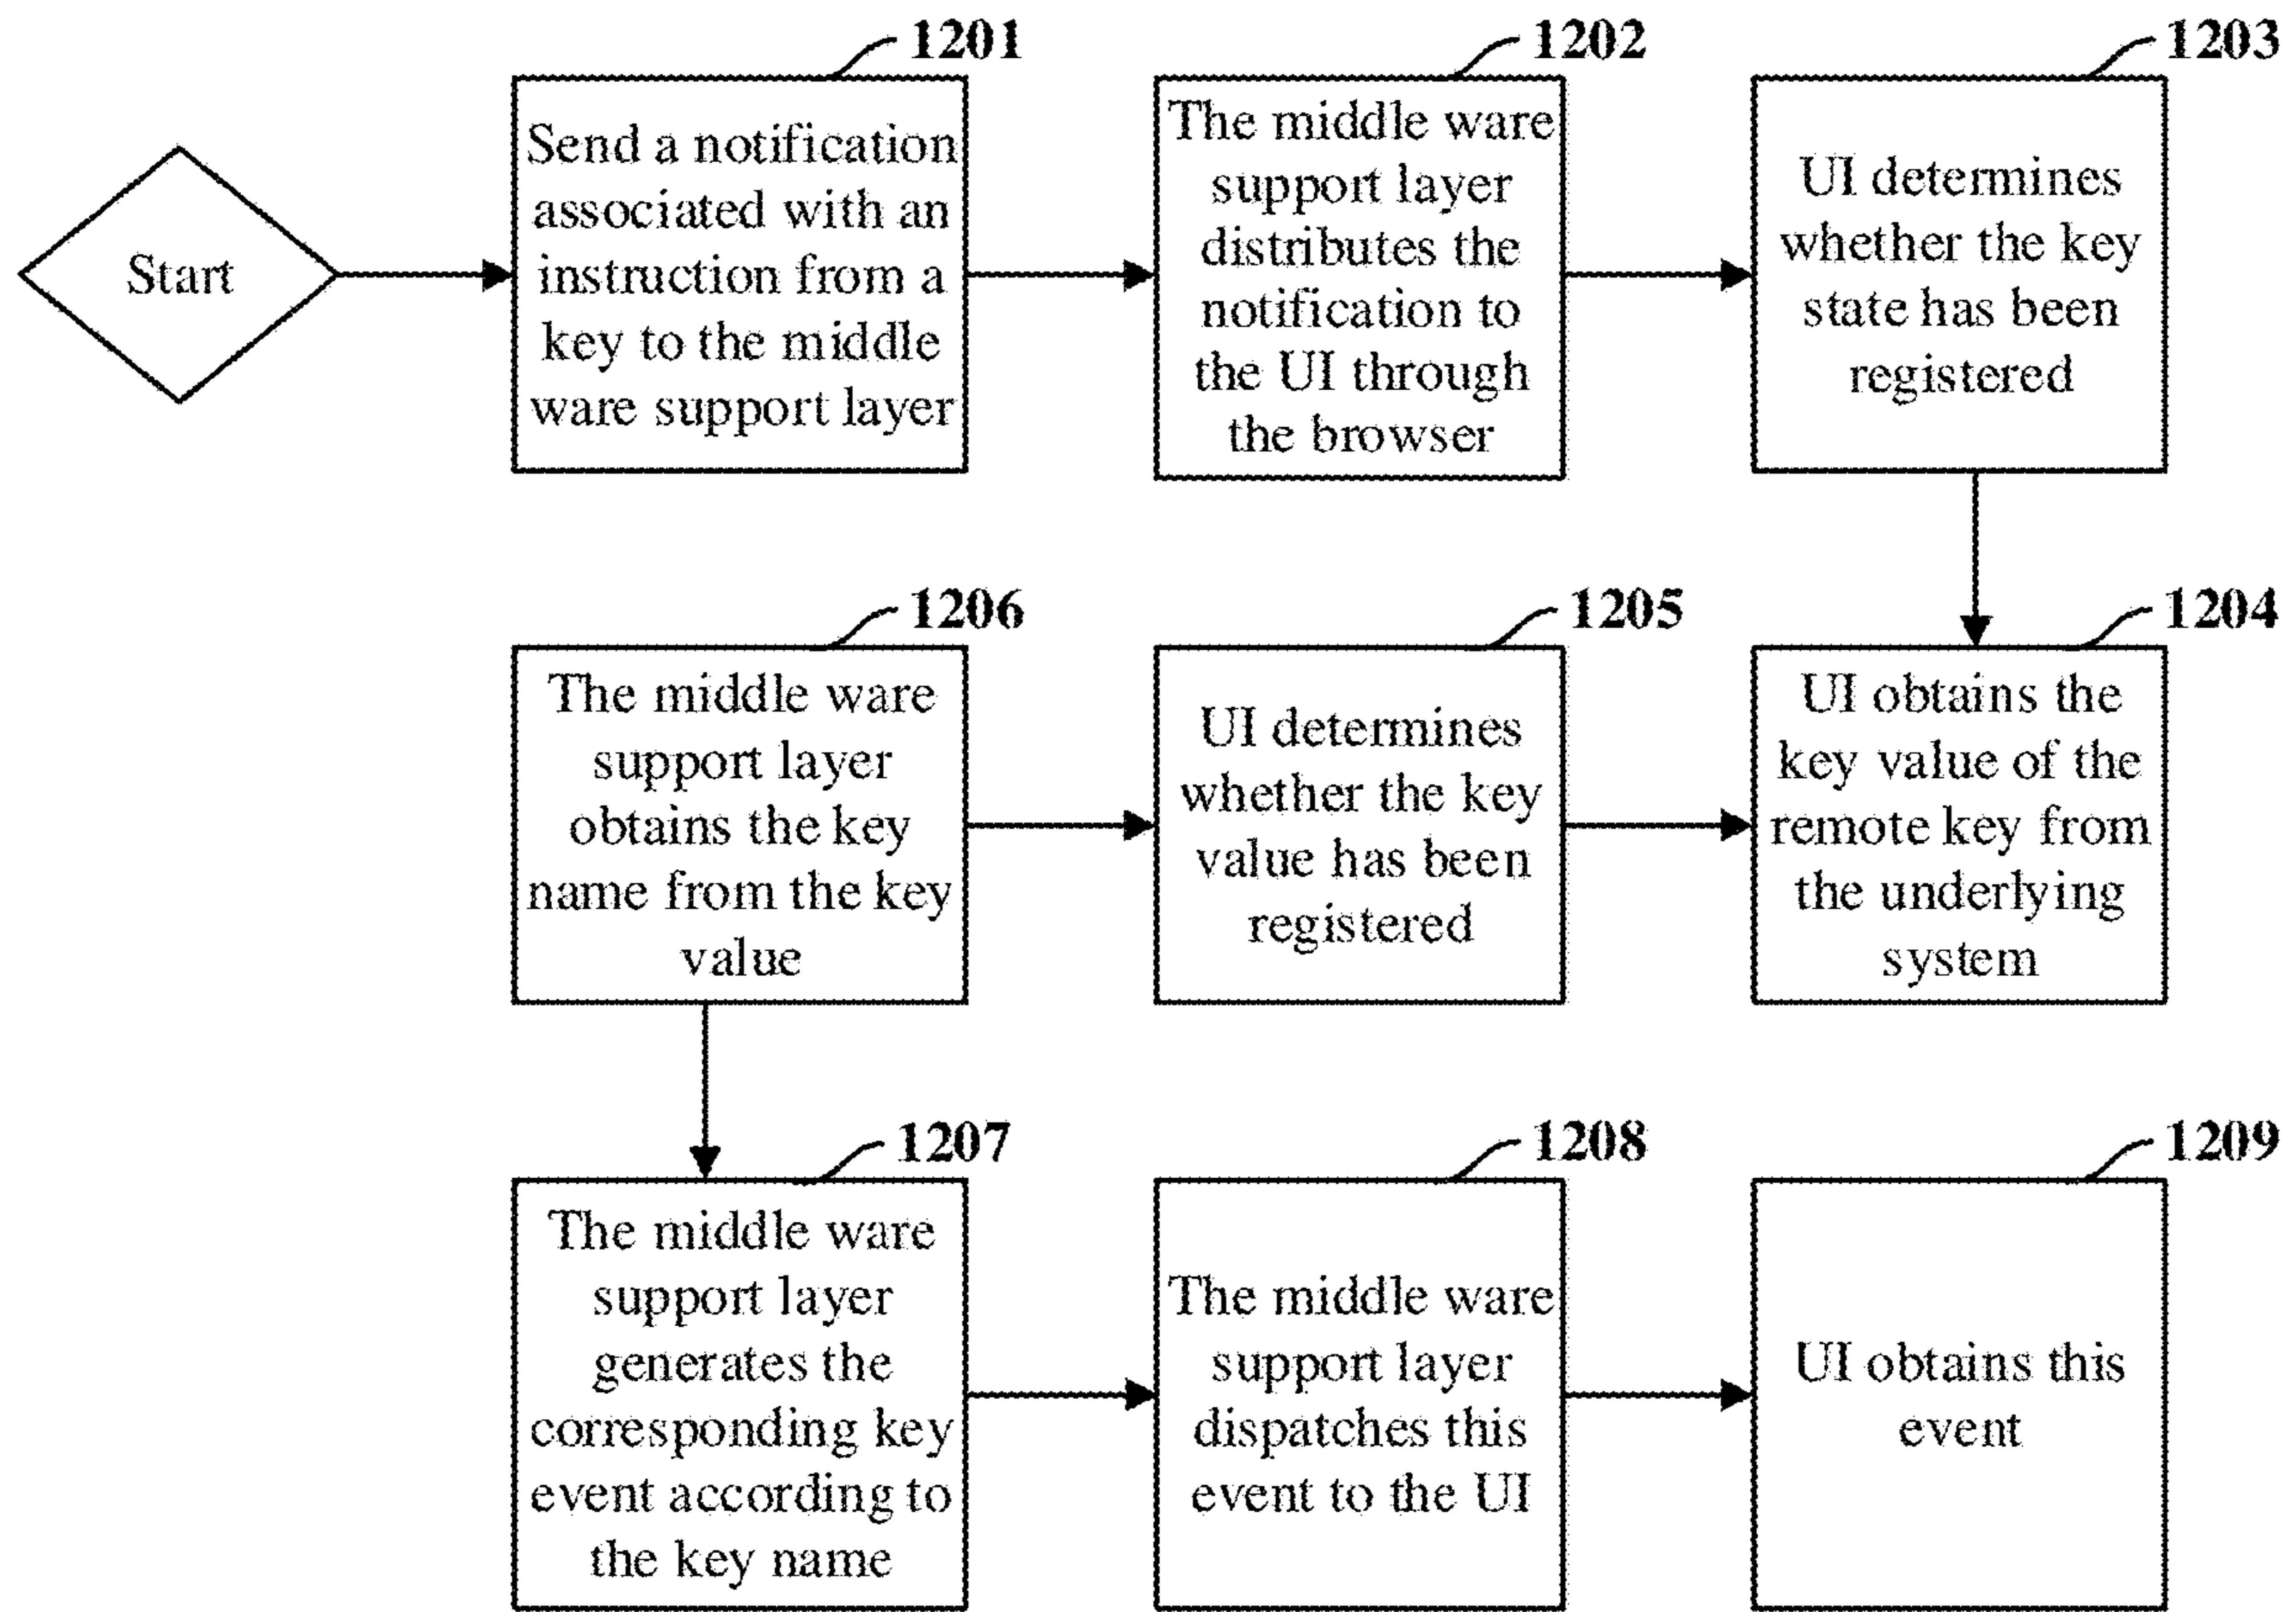 1201
1202
1203
Start
Send a notification
associated with an
instruction from a
key to the middle
ware support layer
The middle ware
support layer
distributes the
notification to
the UI through
the browser
UI determines
whether the key
state has been
registered
1206
1205
1204
The middle ware
support layer
obtains the key
name from the key
value
UI determines
whether the key
value has been
registered
UI obtains the
key value of the
remote key from
the underlying
system
1207
1208
1209
The middle ware
support layer
generates the
corresponding key
event according to
the key name
The middle ware
support layer
dispatches this
event to the UI
UI obtains this
event